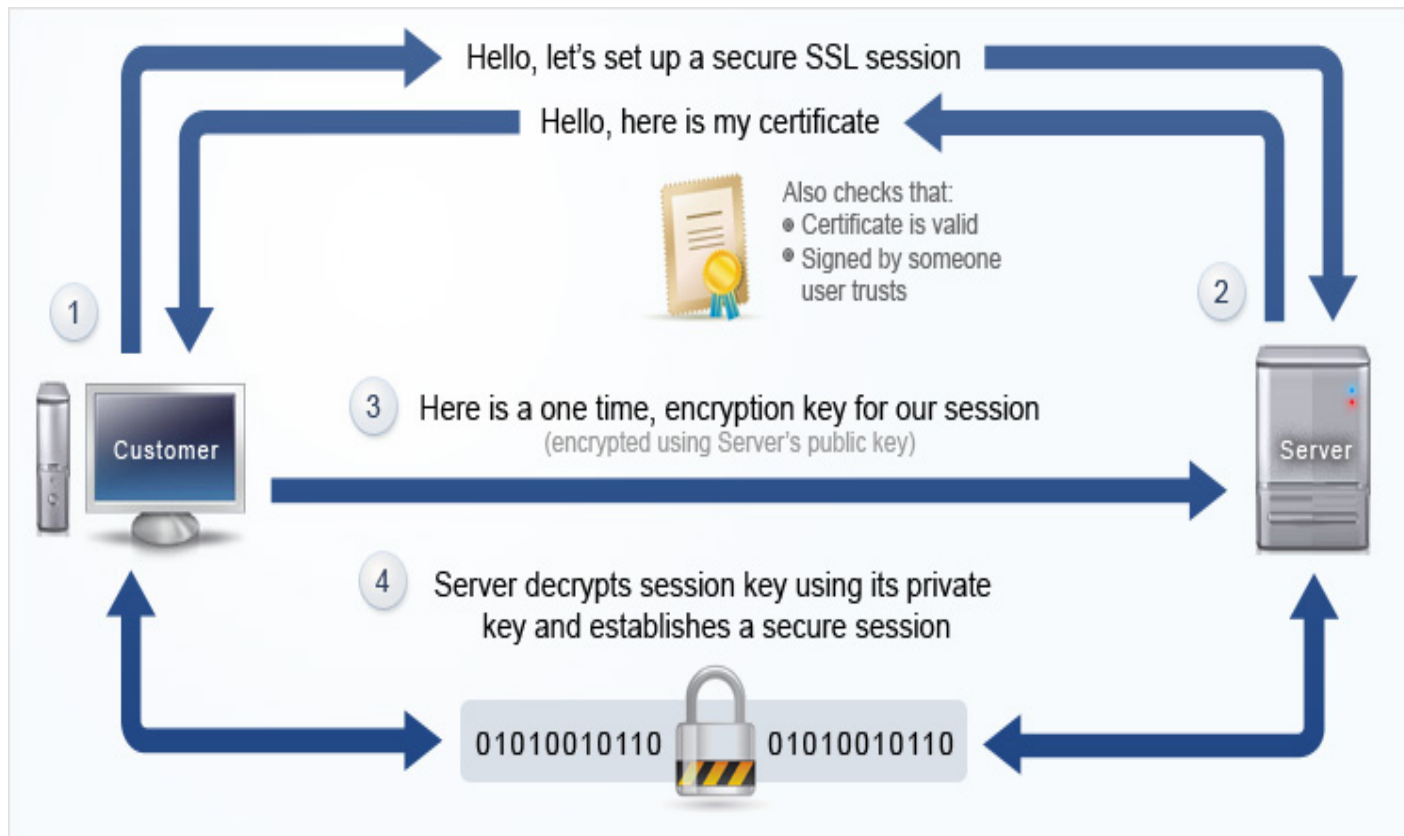 Hello, let's set up a secure SSL session
Hello, here is my certificate
Also checks that:
• Certificate is valid
• Signed by someone
user trusts
1
2
3 Here is a one time, encryption key for our session
(encrypted using Server's public key)
Customer
Server
4 Server decrypts session key using its private
key and establishes a secure session
01010010110 01010010110